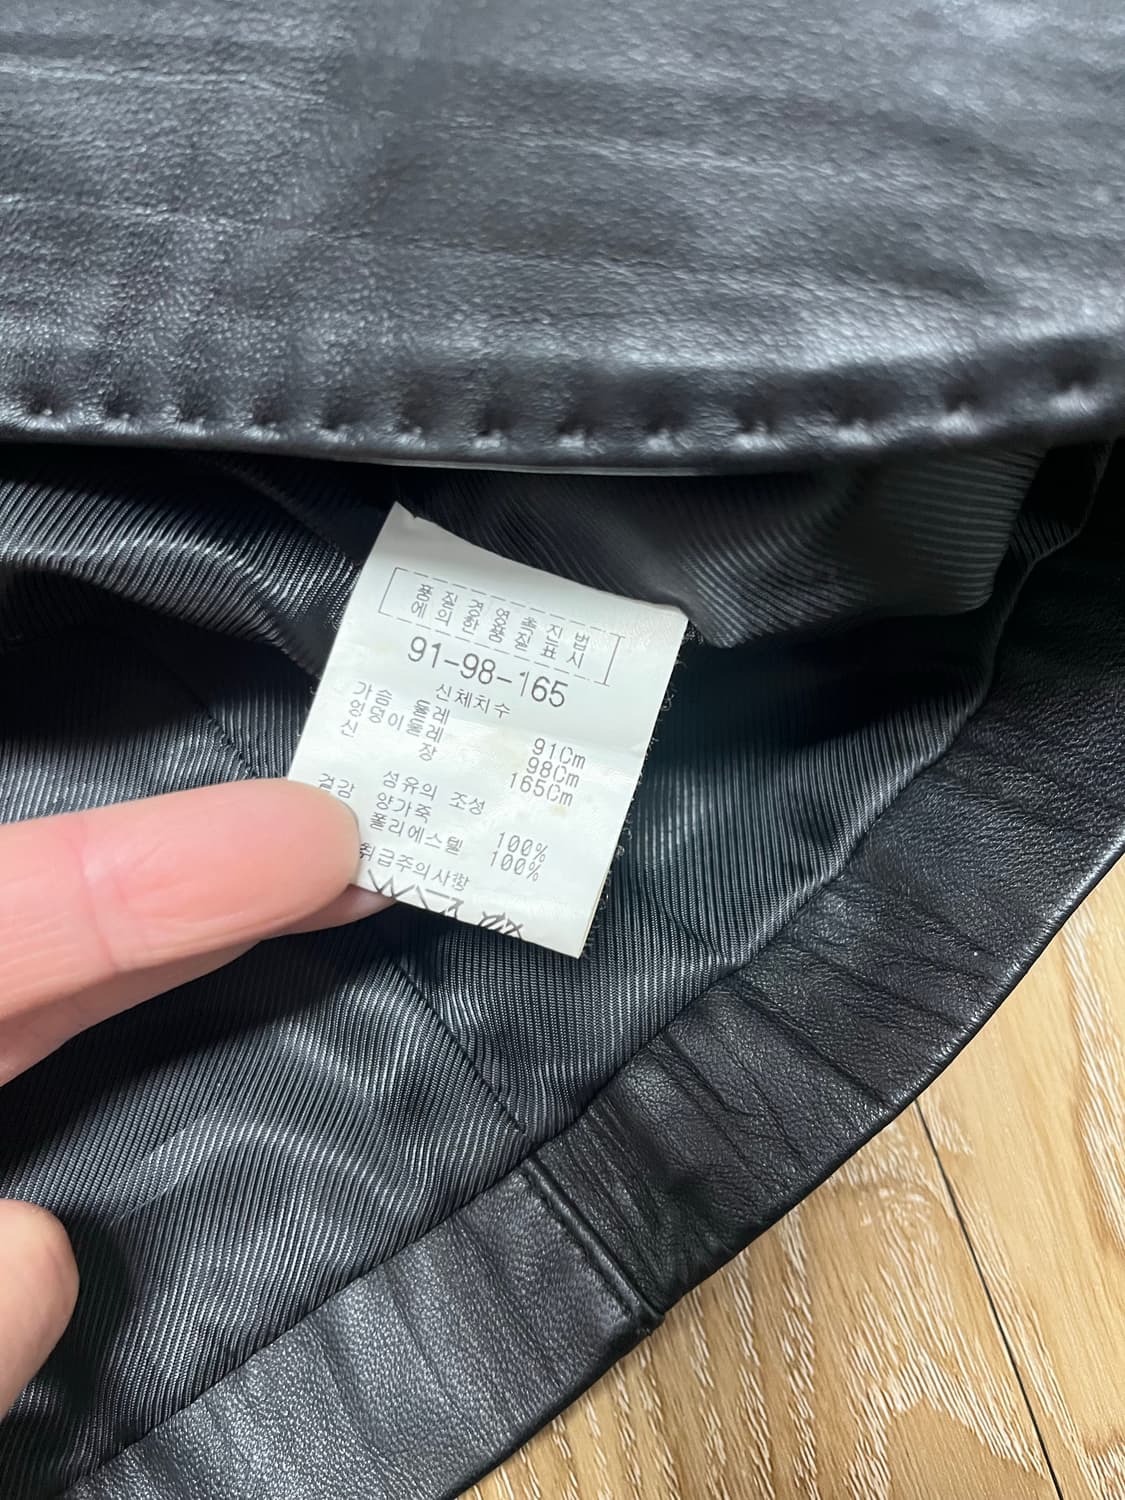 품질경영촉진법
에의한품질표시
91-98-165
신체치수
가슴 둘레 91Cm
엉덩이둘레 98Cm
신 장 165Cm
섬유의 조성
겉감 양가죽 100%
폴리에스텔 100%
취급주의사항